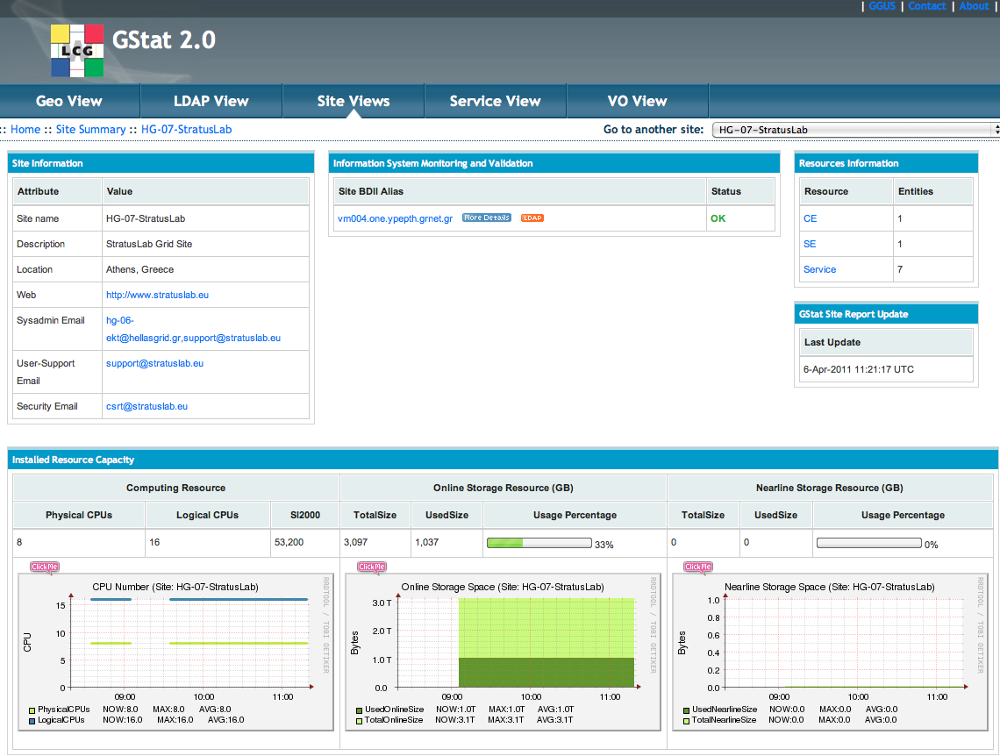 | GGUS | Contact | About |
LCG
GStat 2.0
Geo View LDAP View Site Views Service View VO View
:: Home :: Site Summary :: HG-07-StratusLab Go to another site: HG-07-StratusLab
Site Information
Attribute Value
Site name HG-07-StratusLab
Description StratusLab Grid Site
Location Athens, Greece
Web http://www.stratuslab.eu
Sysadmin Email hg-06-
ekt@hellasgrid.gr,support@stratuslab.eu
User-Support support@stratuslab.eu
Email
Security Email csrt@stratuslab.eu
Information System Monitoring and Validation
Site BDII Alias Status
vm004.one.ypepth.grnet.gr More Details LDAP OK
Resources Information
Resource Entities
CE 1
SE 1
Service 7
GStat Site Report Update
Last Update
6-Apr-2011 11:21:17 UTC
Installed Resource Capacity
Computing Resource Online Storage Resource (GB) Nearline Storage Resource (GB)
Physical CPUs Logical CPUs SI2000 TotalSize UsedSize Usage Percentage TotalSize UsedSize Usage Percentage
8 16 53,200 3,097 1,037 33% 0 0 0%
Click Me
CPU Number (Site: HG-07-StratusLab)
RRDTOOL / TOBI OETIKER
CPU
15
10
5
0
09:00 10:00 11:00
PhysicalCPUs NOW:8.0 MAX:8.0 AVG:8.0
LogicalCPUs NOW:16.0 MAX:16.0 AVG:16.0
Click Me
Online Storage Space (Site: HG-07-StratusLab)
RRDTOOL / TOBI OETIKER
Bytes
3.0 T
2.0 T
1.0 T
0.0
09:00 10:00 11:00
UsedOnlineSize NOW:1.0T MAX:1.0T AVG:1.0T
TotalOnlineSize NOW:3.1T MAX:3.1T AVG:3.1T
Click Me
Nearline Storage Space (Site: HG-07-StratusLab)
RRDTOOL / TOBI OETIKER
Bytes
1.0
0.8
0.6
0.4
0.2
0.0
09:00 10:00 11:00
UsedNearlineSize NOW:0.0 MAX:0.0 AVG:0.0
TotalNearlineSize NOW:0.0 MAX:0.0 AVG:0.0